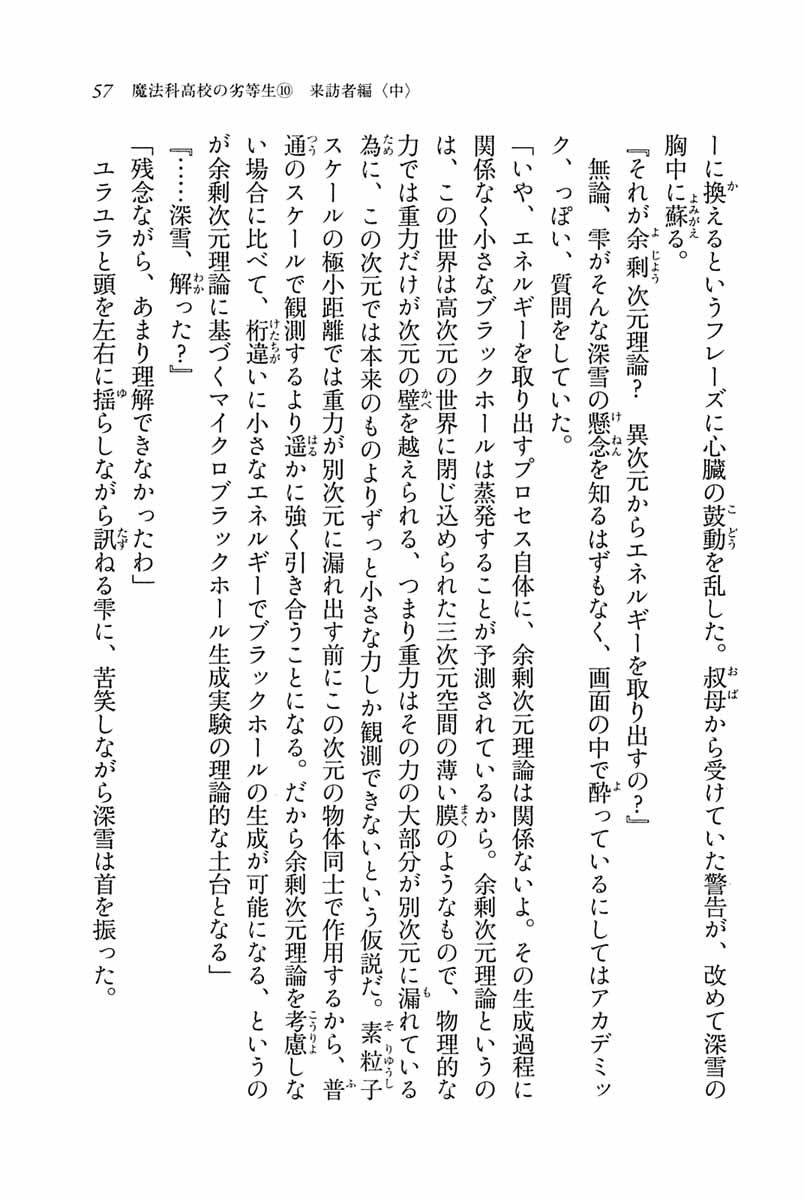 57　魔法科高校の劣等生⑩　来訪者編〈中〉
ーに換えるというフレーズに心臓の鼓動を乱した。叔母から受けていた警告が、改めて深雪の
胸中に蘇る。
『それが余剰次元理論？　異次元からエネルギーを取り出すの？』
無論、雫がそんな深雪の懸念を知るはずもなく、画面の中で酔っているにしてはアカデミッ
ク、っぽい、質問をしていた。
「いや、エネルギーを取り出すプロセス自体に、余剰次元理論は関係ないよ。その生成過程に
関係なく小さなブラックホールは蒸発することが予測されているから。余剰次元理論というの
は、この世界は高次元の世界に閉じ込められた三次元空間の薄い膜のようなもので、物理的な
力では重力だけが次元の壁を越えられる、つまり重力はその力の大部分が別次元に漏れている
為に、この次元では本来のものよりずっと小さな力しか観測できないという仮説だ。素粒子
スケールの極小距離では重力が別次元に漏れ出す前にこの次元の物体同士で作用するから、普
通のスケールで観測するより遥かに強く引き合うことになる。だから余剰次元理論を考慮しな
い場合に比べて、桁違いに小さなエネルギーでブラックホールの生成が可能になる、というの
が余剰次元理論に基づくマイクロブラックホール生成実験の理論的な土台となる」
『……深雪、解った？』
「残念ながら、あまり理解できなかったわ」
ユラユラと頭を左右に揺らしながら訊ねる雫に、苦笑しながら深雪は首を振った。